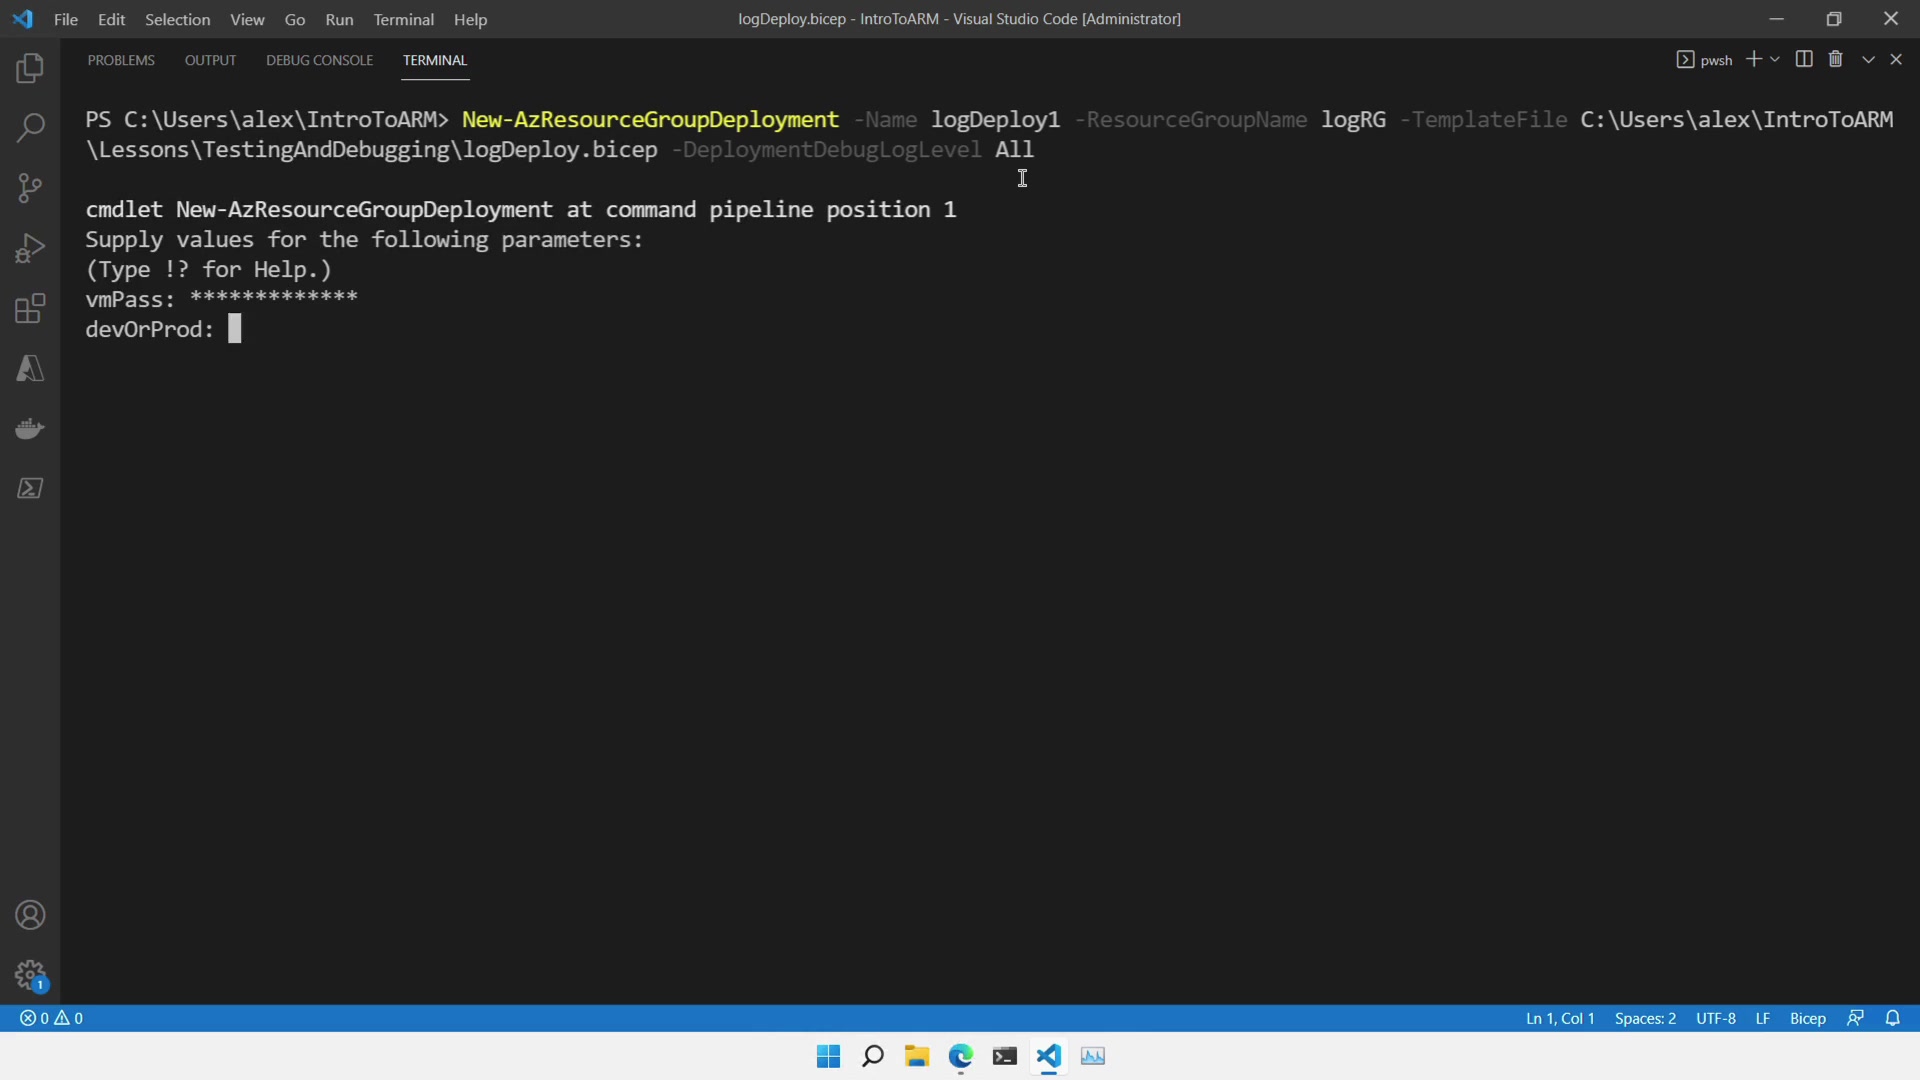 File Edit Selection View Go Run Terminal Help
logDeploy.bicep - IntroToARM - Visual Studio Code [Administrator]
PROBLEMS OUTPUT DEBUG CONSOLE TERMINAL
pwsh
PS C:\Users\alex\IntroToARM> New-AzResourceGroupDeployment -Name logDeploy1 -ResourceGroupName logRG -TemplateFile C:\Users\alex\IntroToARM
\Lessons\TestingAndDebugging\logDeploy.bicep -DeploymentDebugLogLevel All
cmdlet New-AzResourceGroupDeployment at command pipeline position 1
Supply values for the following parameters:
(Type !? for Help.)
vmPass: *************
devOrProd:
1
0 0
Ln 1, Col 1 Spaces: 2 UTF-8 LF Bicep